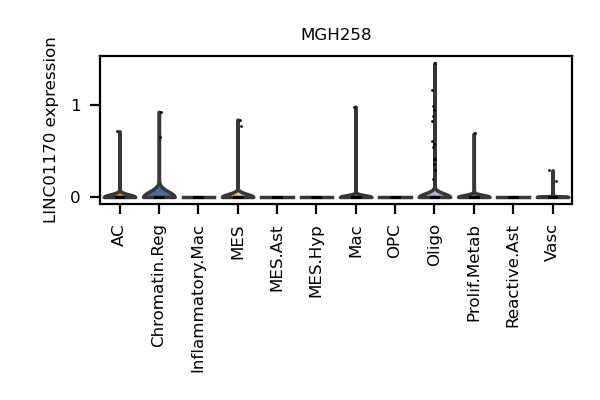 MGH258
LINC01170 expression
1
0
AC
Chromatin.Reg
Inflammatory.Mac
MES
MES.Ast
MES.Hyp
Mac
OPC
Oligo
Prolif.Metab
Reactive.Ast
Vasc